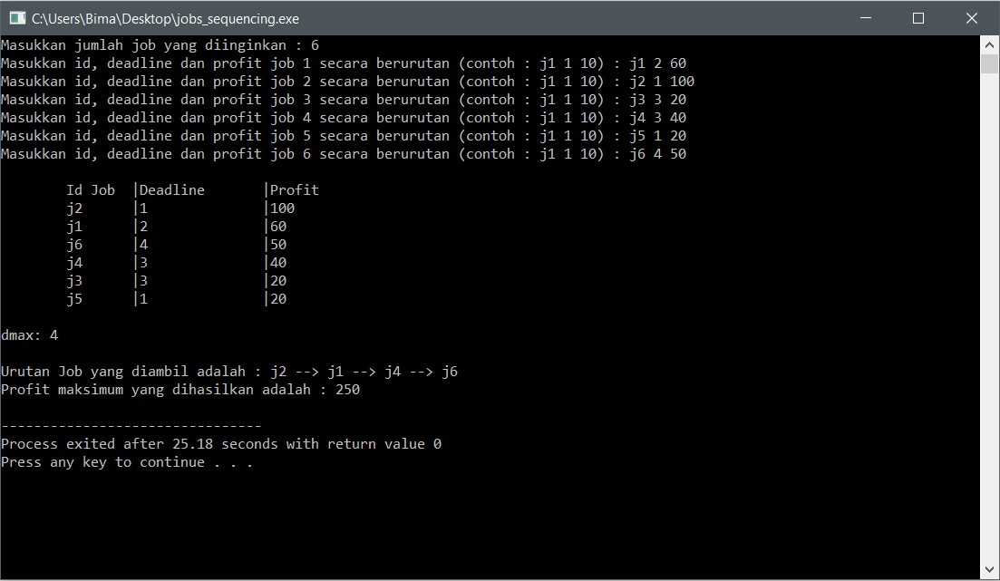 C:\Users\Bima\Desktop\jobs_sequencing.exe
Masukkan jumlah job yang diinginkan : 6
Masukkan id, deadline dan profit job 1 secara berurutan (contoh : j1 1 10) : j1 2 60
Masukkan id, deadline dan profit job 2 secara berurutan (contoh : j1 1 10) : j2 1 100
Masukkan id, deadline dan profit job 3 secara berurutan (contoh : j1 1 10) : j3 3 20
Masukkan id, deadline dan profit job 4 secara berurutan (contoh : j1 1 10) : j4 3 40
Masukkan id, deadline dan profit job 5 secara berurutan (contoh : j1 1 10) : j5 1 20
Masukkan id, deadline dan profit job 6 secara berurutan (contoh : j1 1 10) : j6 4 50
Id Job |Deadline |Profit
j2 |1 |100
j1 |2 |60
j6 |4 |50
j4 |3 |40
j3 |3 |20
j5 |1 |20
dmax: 4
Urutan Job yang diambil adalah : j2 --> j1 --> j4 --> j6
Profit maksimum yang dihasilkan adalah : 250
--------------------------------
Process exited after 25.18 seconds with return value 0
Press any key to continue . . .